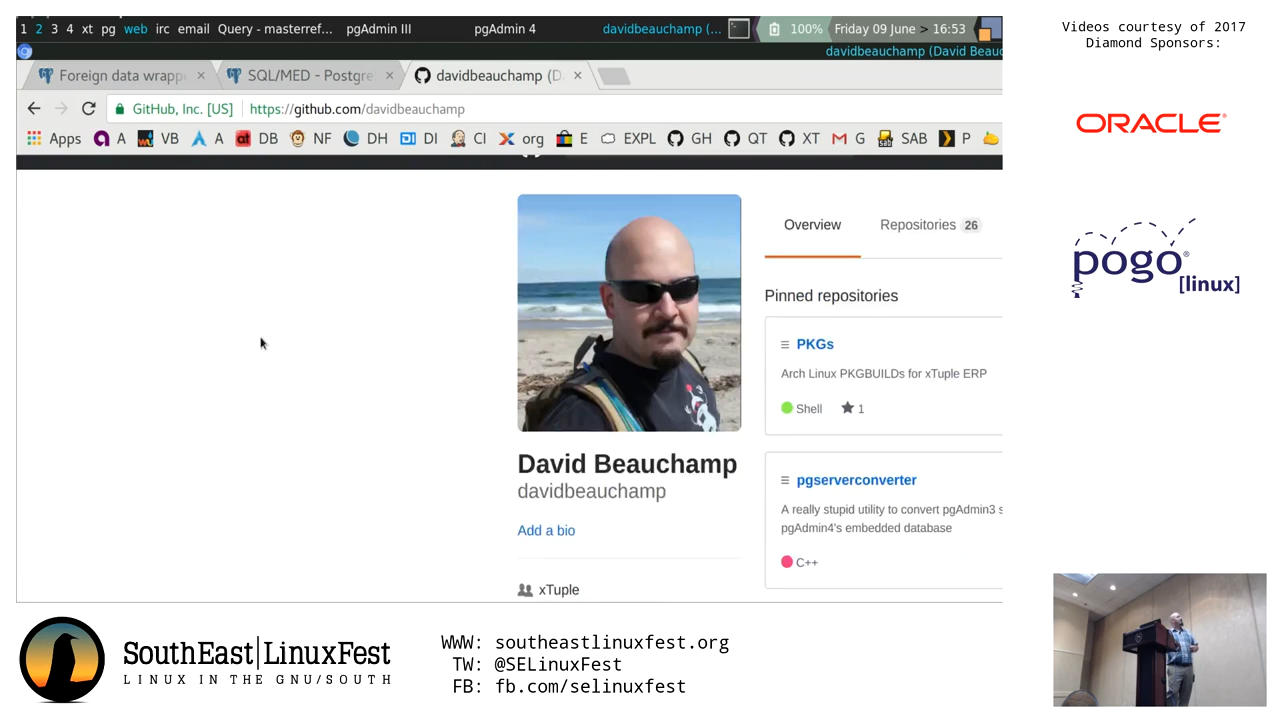 1 2 3 4 xt pg web irc email Query - masterref... pgAdmin III pgAdmin 4 davidbeauchamp (... 100% Friday 09 June > 16:53
davidbeauchamp (David Beauc
Foreign data wrapp × SQL/MED - Postgre × davidbeauchamp (D ×
GitHub, Inc. [US] https://github.com/davidbeauchamp
Apps A VB A DB NF DH DI CI org E EXPL GH QT XT G SAB P
Overview Repositories 26
Pinned repositories
PKGs
Arch Linux PKGBUILDs for xTuple ERP
Shell 1
David Beauchamp
davidbeauchamp
Add a bio
xTuple
pgserverconverter
A really stupid utility to convert pgAdmin3 s
pgAdmin4's embedded database
C++
Videos courtesy of 2017
Diamond Sponsors:
ORACLE®
pogo®
[linux]
SouthEast|LinuxFest
LINUX IN THE GNU/SOUTH
WWW: southeastlinuxfest.org
TW: @SELinuxFest
FB: fb.com/selinuxfest